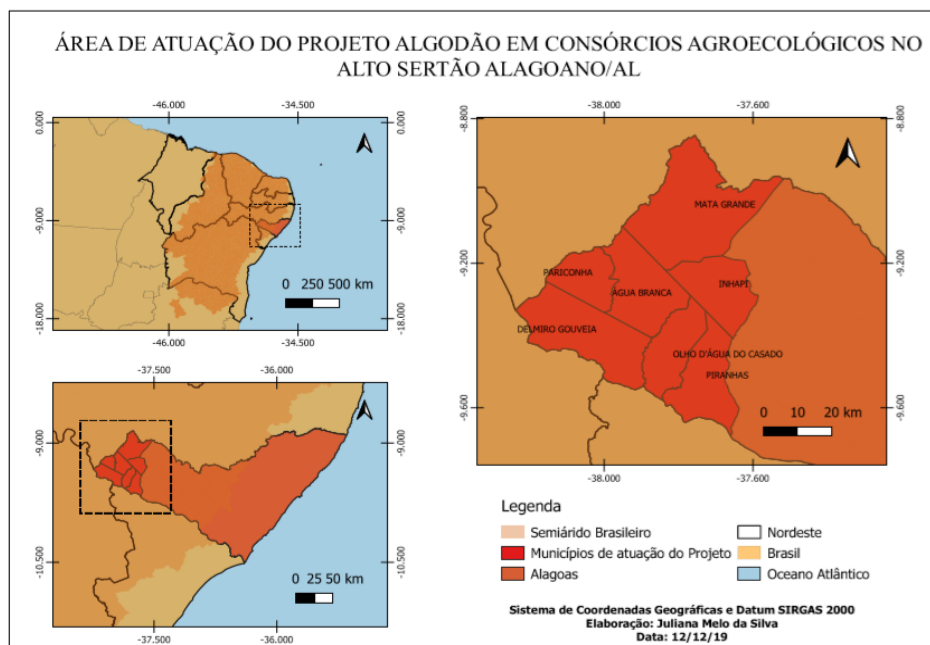 ÁREA DE ATUAÇÃO DO PROJETO ALGODÃO EM CONSÓRCIOS AGROECOLÓGICOS NO
ALTO SERTÃO ALAGOANO/AL
-46.000 -34.500
0.000 0.000
-9.000 -9.000
0 250 500 km
-18.000 -18.000
-46.000 -34.500
-37.500 -36.000
-9.000 -9.000
-10.500 -10.500
0 25 50 km
-37.500 -36.000
-38.000 -37.600
-8.800 -8.800
MATA GRANDE
-9.200 -9.200
PARICONHA
INHAPI
ÁGUA BRANCA
DELMIRO GOUVEIA
OLHO D'ÁGUA DO CASADO
PIRANHAS
-9.600 -9.600
0 10 20 km
-38.000 -37.600
Legenda
Semiárido Brasileiro Nordeste
Municípios de atuação do Projeto Brasil
Alagoas Oceano Atlântico
Sistema de Coordenadas Geográficas e Datum SIRGAS 2000
Elaboração: Juliana Melo da Silva
Data: 12/12/19